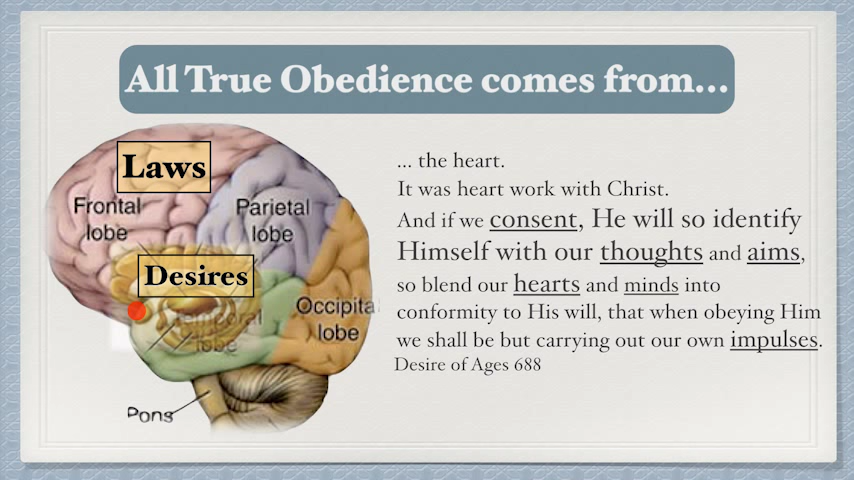 All True Obedience comes from...
Laws
Frontal
lobe
Parietal
lobe
Desires
Temporal
lobe
Occipita
lobe
Pons
... the heart.
It was heart work with Christ.
And if we consent, He will so identify
Himself with our thoughts and aims,
so blend our hearts and minds into
conformity to His will, that when obeying Him
we shall be but carrying out our own impulses.
Desire of Ages 688